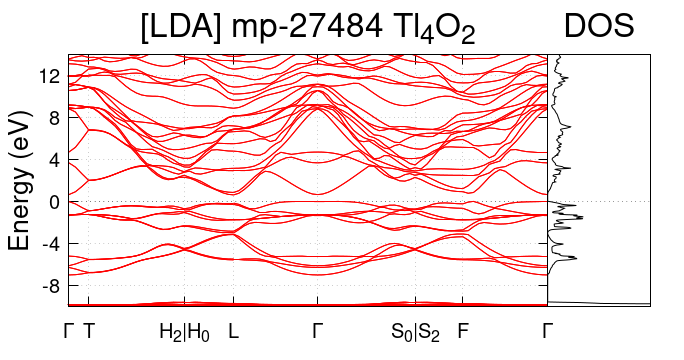 [LDA] mp-27484 Tl₄O₂ DOS
Energy (eV)
12
8
4
0
-4
-8
Γ T H₂|H₀ L Γ S₀|S₂ F Γ